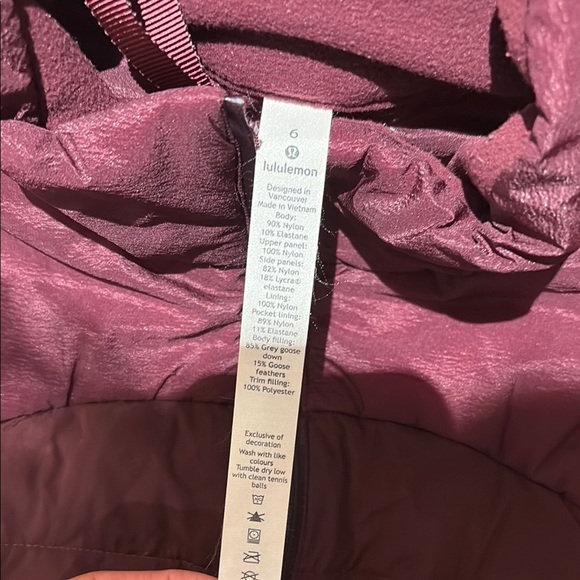 6
lululemon
Designed in
Vancouver
Made in Vietnam
Body:
90% Nylon
10% Elastane
Upper panel:
100% Nylon
Side panels:
82% Nylon
18% Lycra®
elastane
Lining:
100% Nylon
Pocket lining:
89% Nylon
11% Elastane
Body filling:
85% Grey goose
down
15% Goose
feathers
Trim filling:
100% Polyester
Exclusive of
decoration
Wash with like
colours
Tumble dry low
with clean tennis
balls